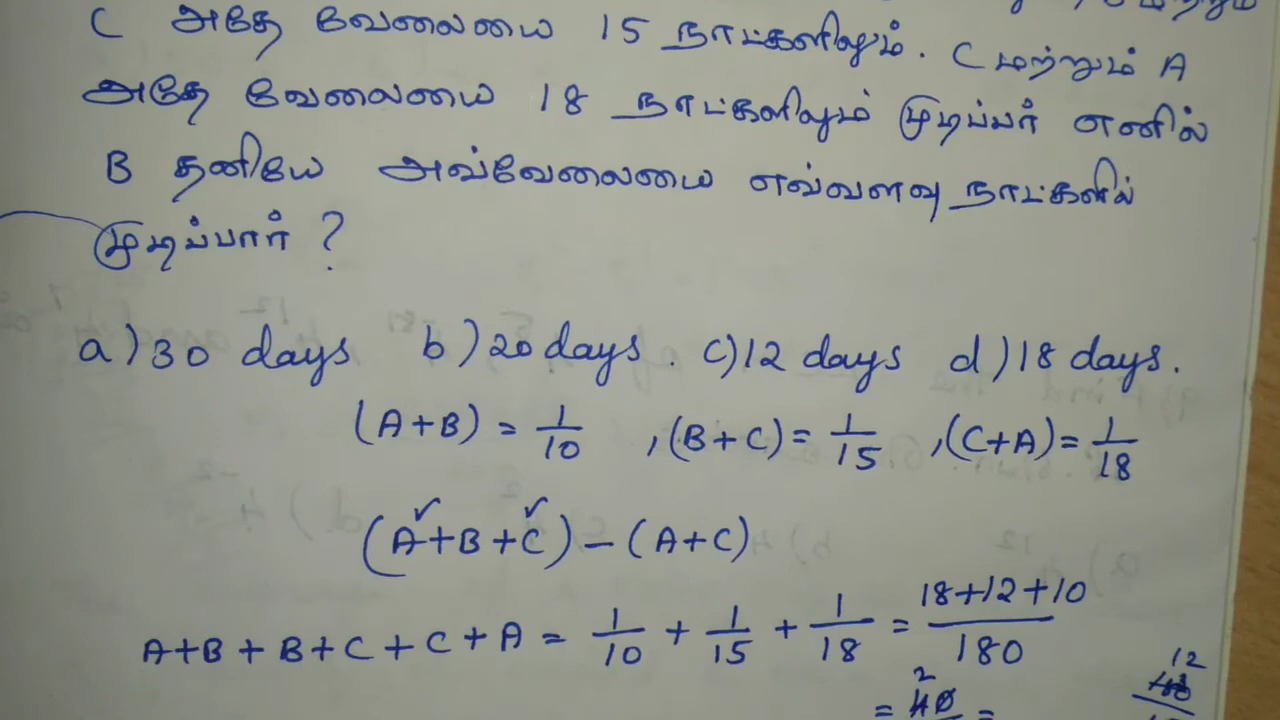 C அதே வேலையை 15 நாட்களிலும். C மற்றும் A
அதே வேலையை 18 நாட்களிலும் முடிப்பர் எனில்
B தனியே அவ்வேலையை எவ்வளவு நாட்களில்
முடிப்பார் ?
a) 30 days b) 20 days. c) 12 days d) 18 days.
(A+B) = 1/10 , (B+C) = 1/15 , (C+A) = 1/18
(A+B+C) - (A+C)
A+B+B+C+C+A = 1/10 + 1/15 + 1/18 = 18+12+10/180
= 40 =